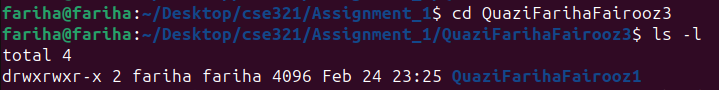 fariha@fariha:~/Desktop/cse321/Assignment_1$ cd QuaziFarihaFairooz3
fariha@fariha:~/Desktop/cse321/Assignment_1/QuaziFarihaFairooz3$ ls -l
total 4
drwxrwxr-x 2 fariha fariha 4096 Feb 24 23:25 QuaziFarihaFairooz1